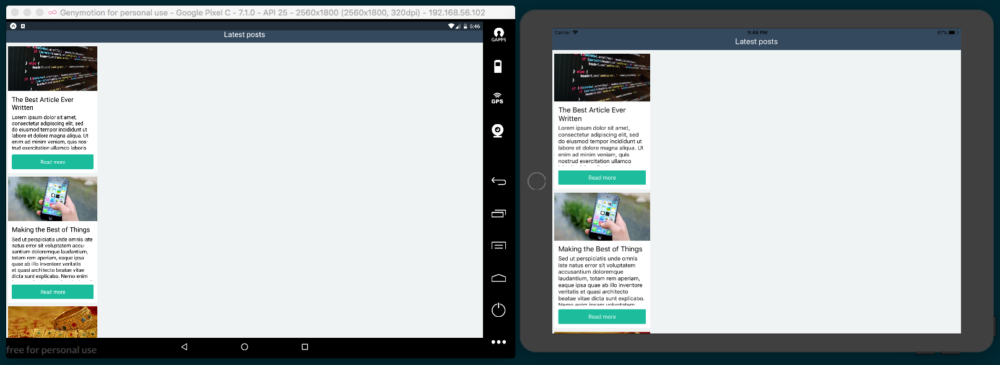 Genymotion for personal use - Google Pixel C - 7.1.0 - API 25 - 2560x1800 (2560x1800, 320dpi) - 192.168.56.102
5:46
Latest posts
The Best Article Ever
Written
Lorem ipsum dolor sit amet,
consectetur adipiscing elit, sed
do eiusmod tempor incididunt ut
labore et dolore magna aliqua. Ut
enim ad minim veniam, quis nos-
trud exercitation ullamco laboris
Read more
Making the Best of Things
Sed ut perspiciatis unde omnis iste
natus error sit voluptatem accu-
santium doloremque laudantium,
totam rem aperiam, eaque ipsa
quae ab illo inventore veritatis
et quasi architecto beatae vitae
dicta sunt explicabo. Nemo enim
Read more
free for personal use
GAPPS
GPS
Carrier
5:46 PM
67%
Latest posts
} else {
The Best Article Ever
Written
Lorem ipsum dolor sit amet,
consectetur adipiscing elit, sed
do eiusmod tempor incididunt ut
labore et dolore magna aliqua. Ut
enim ad minim veniam, quis
nostrud exercitation ullamco
Read more
Making the Best of Things
Sed ut perspiciatis unde omnis
iste natus error sit voluptatem
accusantium doloremque
laudantium, totam rem aperiam,
eaque ipsa quae ab illo inventore
veritatis et quasi architecto
beatae vitae dicta sunt explicabo.
Nemo enim ipsam voluptatem
Read more